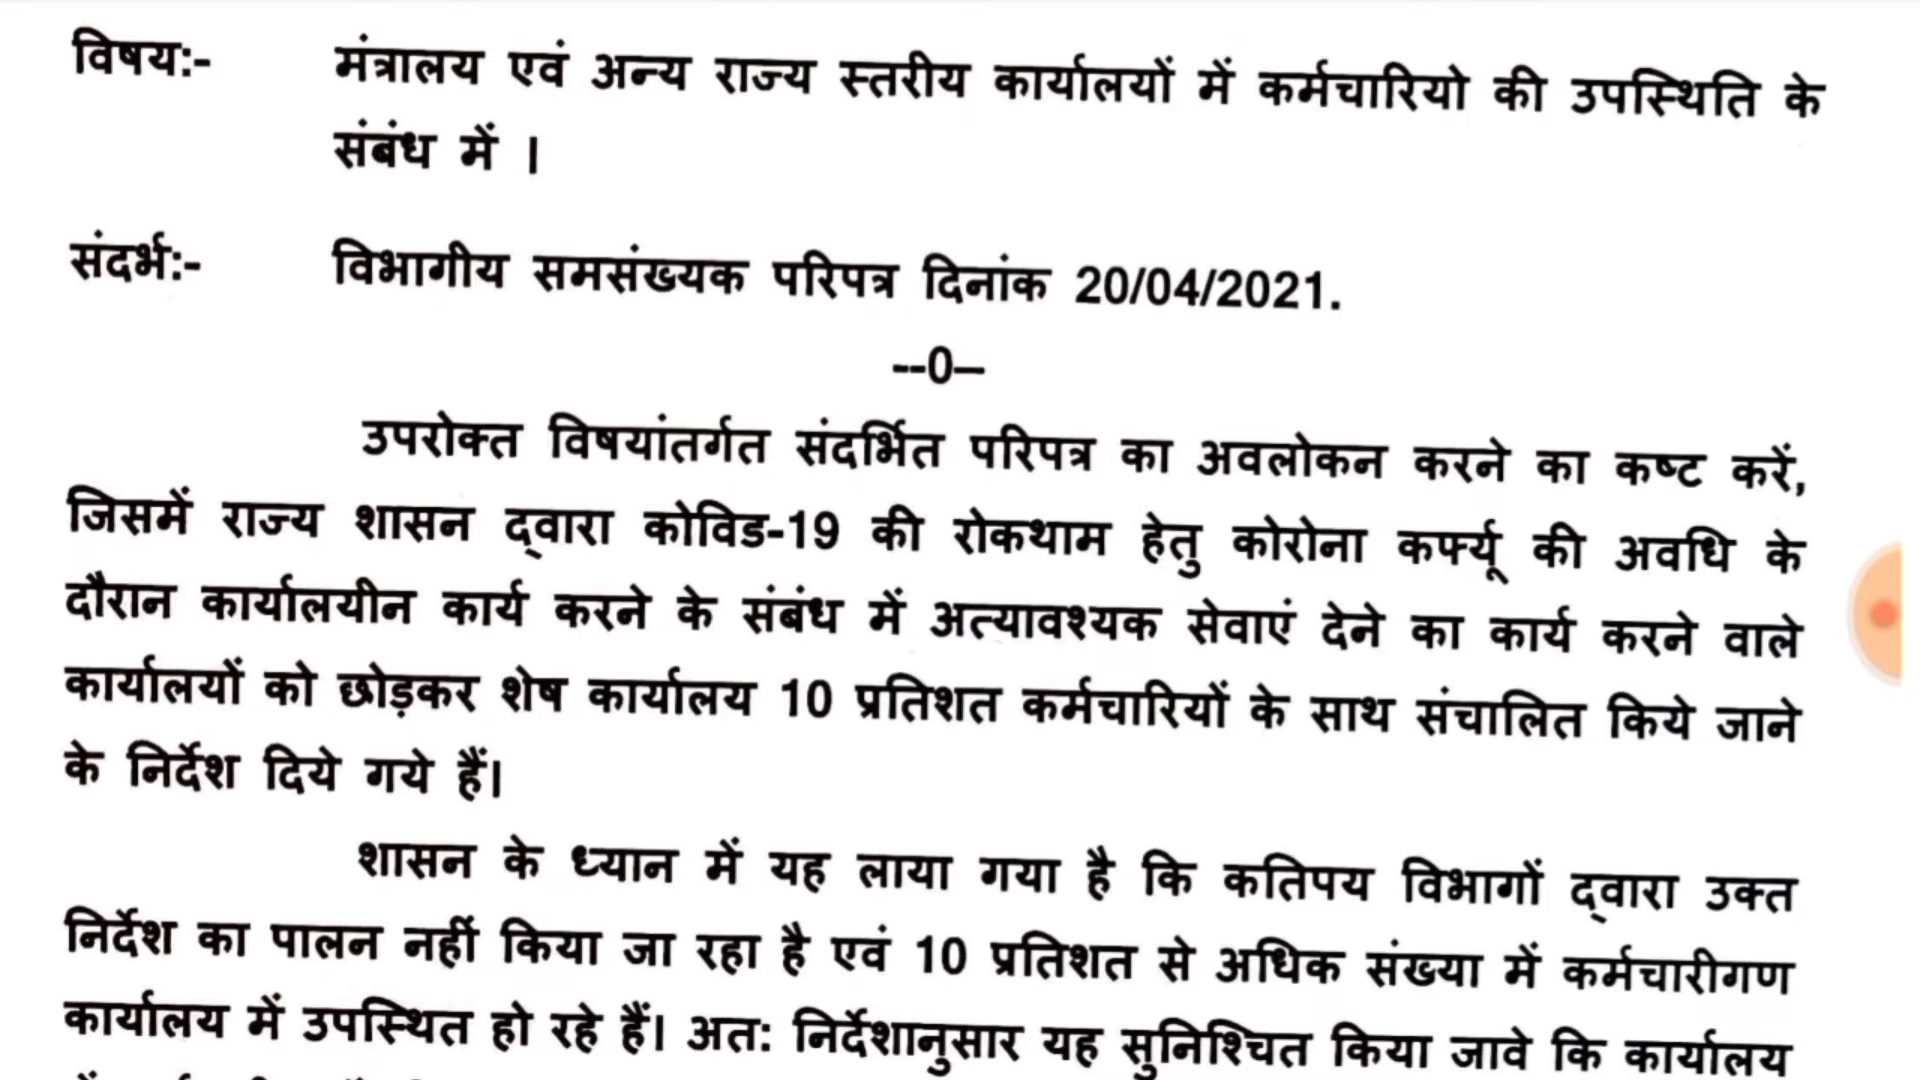 विषय:- मंत्रालय एवं अन्य राज्य स्तरीय कार्यालयों में कर्मचारियो की उपस्थिति के
संबंध में ।
संदर्भ:- विभागीय समसंख्यक परिपत्र दिनांक 20/04/2021.
--0–
उपरोक्त विषयांतर्गत संदर्भित परिपत्र का अवलोकन करने का कष्ट करें,
जिसमें राज्य शासन द्वारा कोविड-19 की रोकथाम हेतु कोरोना कर्फ्यू की अवधि के
दौरान कार्यालयीन कार्य करने के संबंध में अत्यावश्यक सेवाएं देने का कार्य करने वाले
कार्यालयों को छोड़कर शेष कार्यालय 10 प्रतिशत कर्मचारियों के साथ संचालित किये जाने
के निर्देश दिये गये हैं।
शासन के ध्यान में यह लाया गया है कि कतिपय विभागों द्वारा उक्त
निर्देश का पालन नहीं किया जा रहा है एवं 10 प्रतिशत से अधिक संख्या में कर्मचारीगण
कार्यालय में उपस्थित हो रहे हैं। अत: निर्देशानुसार यह सुनिश्चित किया जावे कि कार्यालय